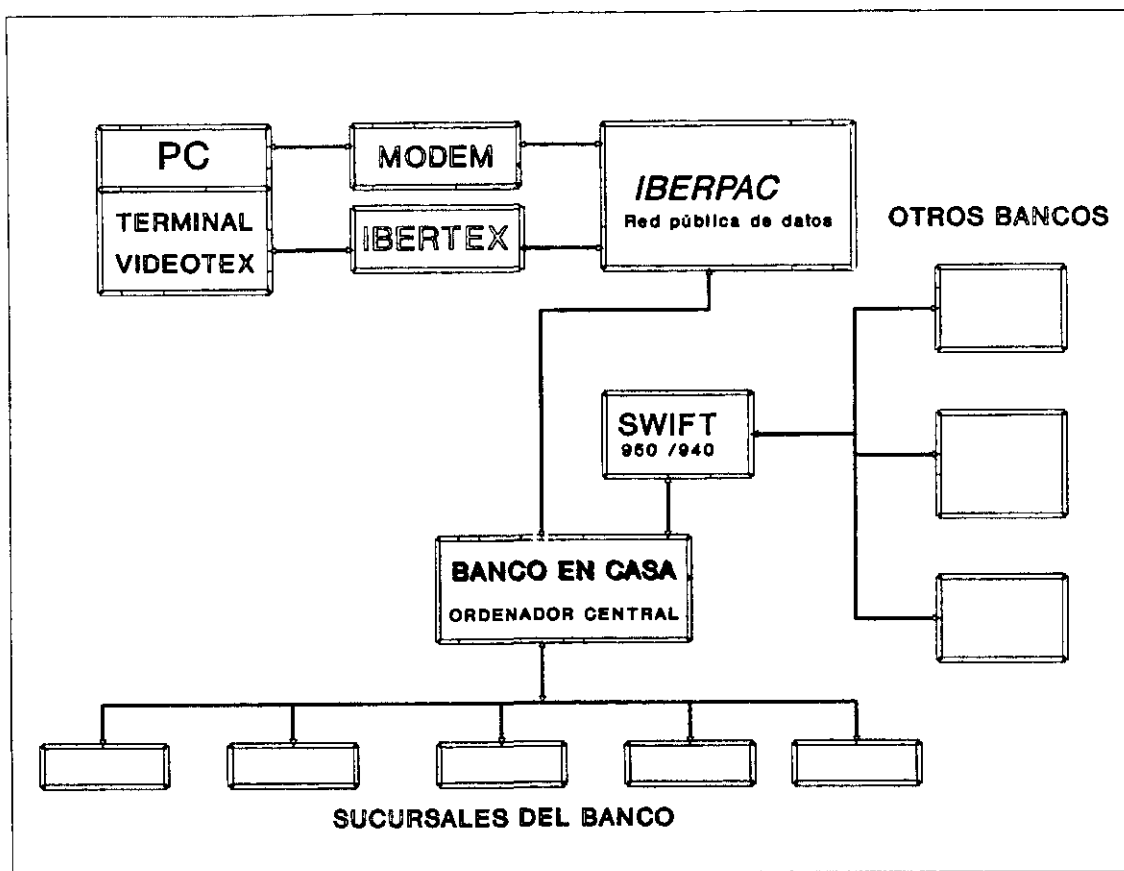 PC
TERMINAL
VIDEOTEX
MODEM
IBERTEX
IBERPAC
Red pública de datos
OTROS BANCOS
SWIFT
950 /940
BANCO EN CASA
ORDENADOR CENTRAL
SUCURSALES DEL BANCO